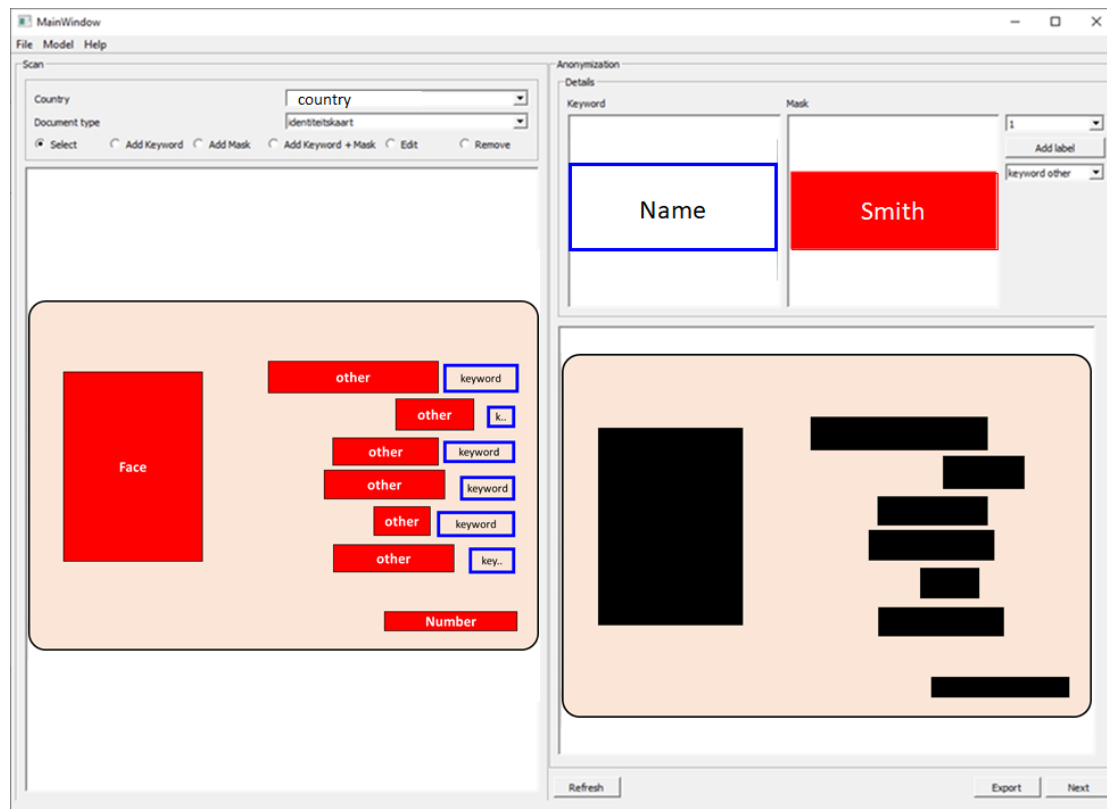 MainWindow
File Model Help
Scan
Country country
Document type identiteitskaart
Select Add Keyword Add Mask Add Keyword + Mask Edit Remove
Face
other keyword
other k..
other keyword
other keyword
other keyword
other key..
Number
Anonymization
Details
Keyword Mask
Name Smith
1
Add label
keyword other
Refresh Export Next